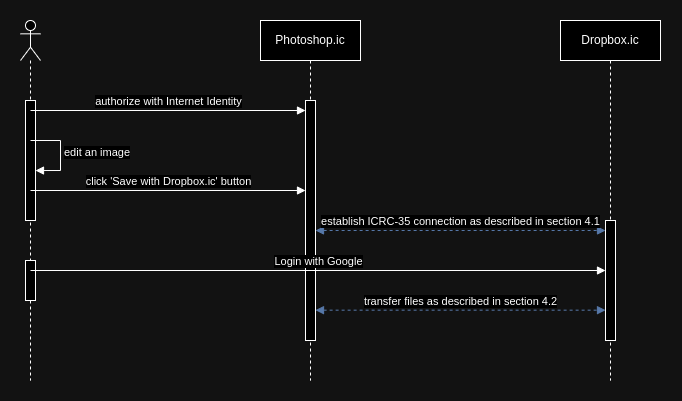 Photoshop.ic
Dropbox.ic
authorize with Internet Identity
edit an image
click 'Save with Dropbox.ic' button
establish ICRC-35 connection as described in section 4.1
Login with Google
transfer files as described in section 4.2